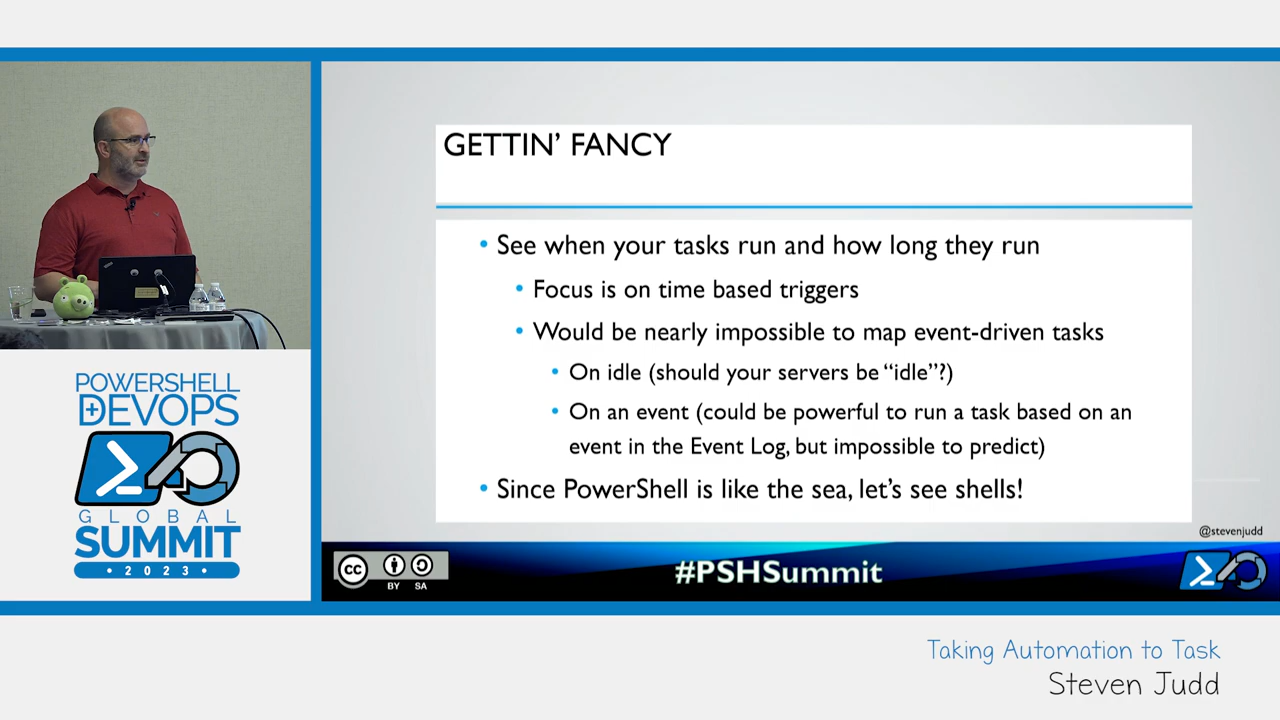 GETTIN' FANCY
• See when your tasks run and how long they run
• Focus is on time based triggers
• Would be nearly impossible to map event-driven tasks
• On idle (should your servers be “idle”?)
• On an event (could be powerful to run a task based on an
event in the Event Log, but impossible to predict)
• Since PowerShell is like the sea, let's see shells!
@stevenjudd
cc
BY SA
#PSHSummit
POWERSHELL
+DEVOPS
GLOBAL
SUMMIT
• 2023 •
Taking Automation to Task
Steven Judd